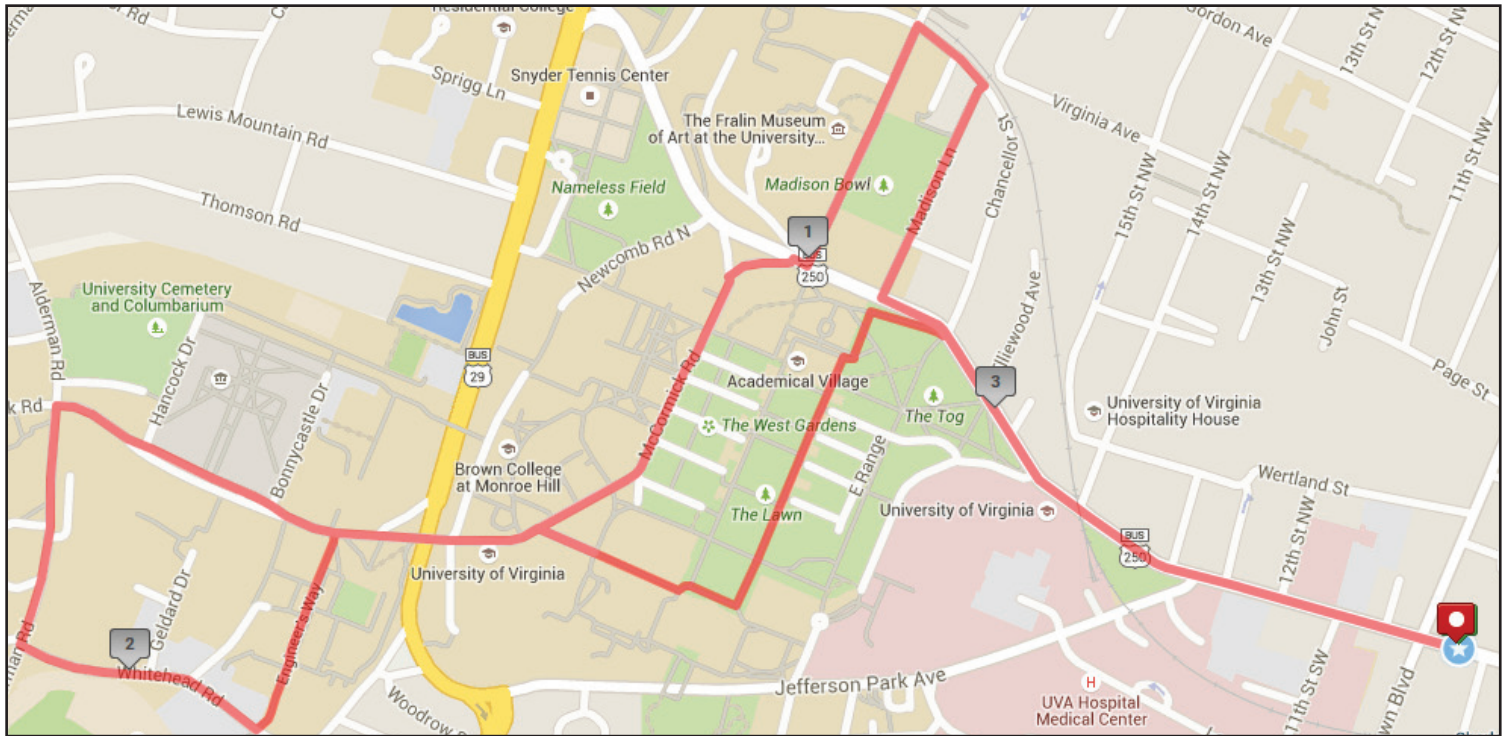 Residential College
Gordon Ave
13th St N
12th St NW
Sprigg Ln
Snyder Tennis Center
Lewis Mountain Rd
The Fralin Museum
of Art at the University...
Virginia Ave
Chancellor St
Madison Ln
Madison Bowl
Nameless Field
Thomson Rd
15th St NW
14th St NW
11th St NW
13th St NW
Newcomb Rd N
1
BUS
250
University Cemetery
and Columbarium
Alderman Rd
Hancock Dr
John St
BUS
29
McCormick Rd
Academical Village
3
Page St
k Rd
The Tog
University of Virginia
Hospitality House
Bonnycastle Dr
The West Gardens
Brown College
at Monroe Hill
E Range
Wertland St
The Lawn
University of Virginia
12th St NW
BUS
250
University of Virginia
Engineer's Way
Geldard Dr
2
man Rd
Whitehead Rd
Jefferson Park Ave
H
UVA Hospital
Medical Center
11th St SW
wn Blvd
Woodrow